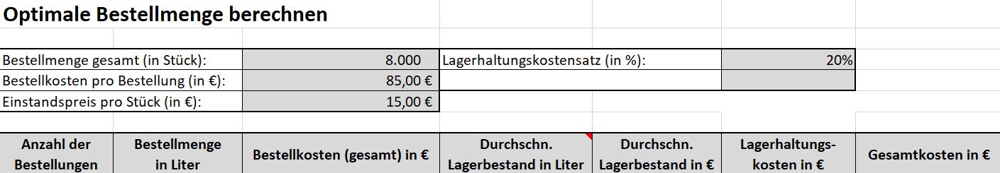 Optimale Bestellmenge berechnen
Bestellmenge gesamt (in Stück): 8.000 Lagerhaltungskostensatz (in %): 20%
Bestellkosten pro Bestellung (in €): 85,00 €
Einstandspreis pro Stück (in €): 15,00 €
Anzahl der Bestellmenge Durchschn. Durchschn. Lagerhaltungs-
Bestellkosten (gesamt) in € Gesamtkosten in €
Bestellungen in Liter Lagerbestand in Liter Lagerbestand in € kosten in €